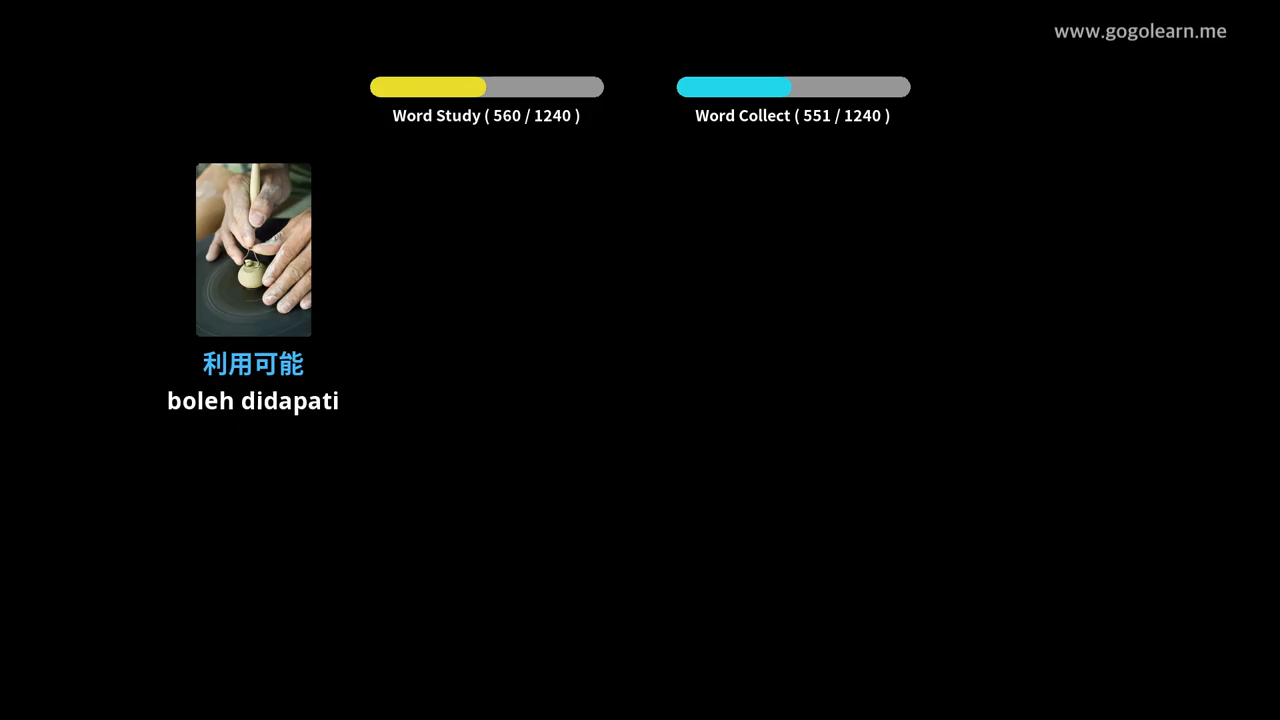 www.gogolearn.me
Word Study ( 560 / 1240 )
Word Collect ( 551 / 1240 )
利用可能
boleh didapati